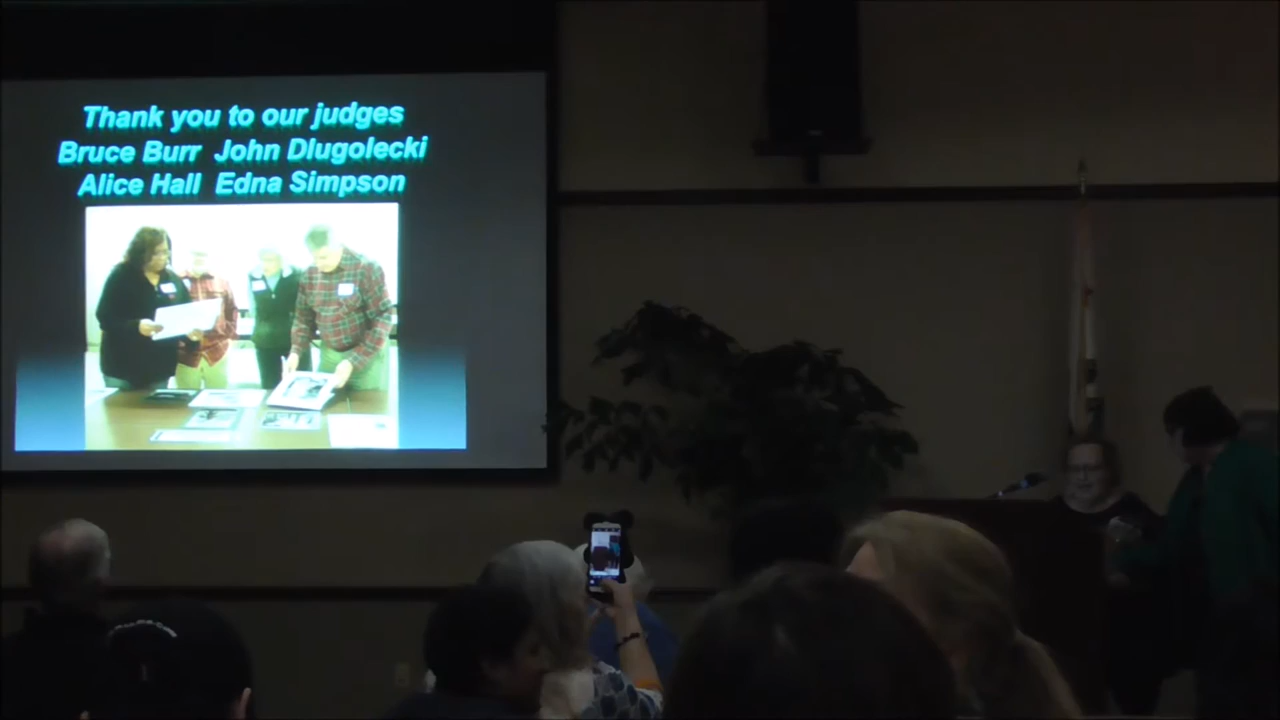 Thank you to our judges
Bruce Burr John Dlugolecki
Alice Hall Edna Simpson